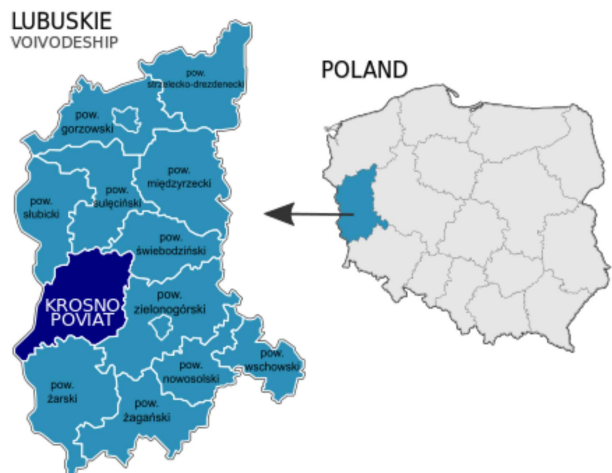 LUBUSKIE
VOIVODESHIP
POLAND
pow.
strzelecko-drezdenecki
pow.
gorzowski
pow.
międzyrzecki
pow.
sulęciński
pow.
słubicki
pow.
świebodziński
KROSNO
POVIAT
pow.
zielonogórski
pow.
wschowski
pow.
nowosolski
pow.
żarski
pow.
żagański